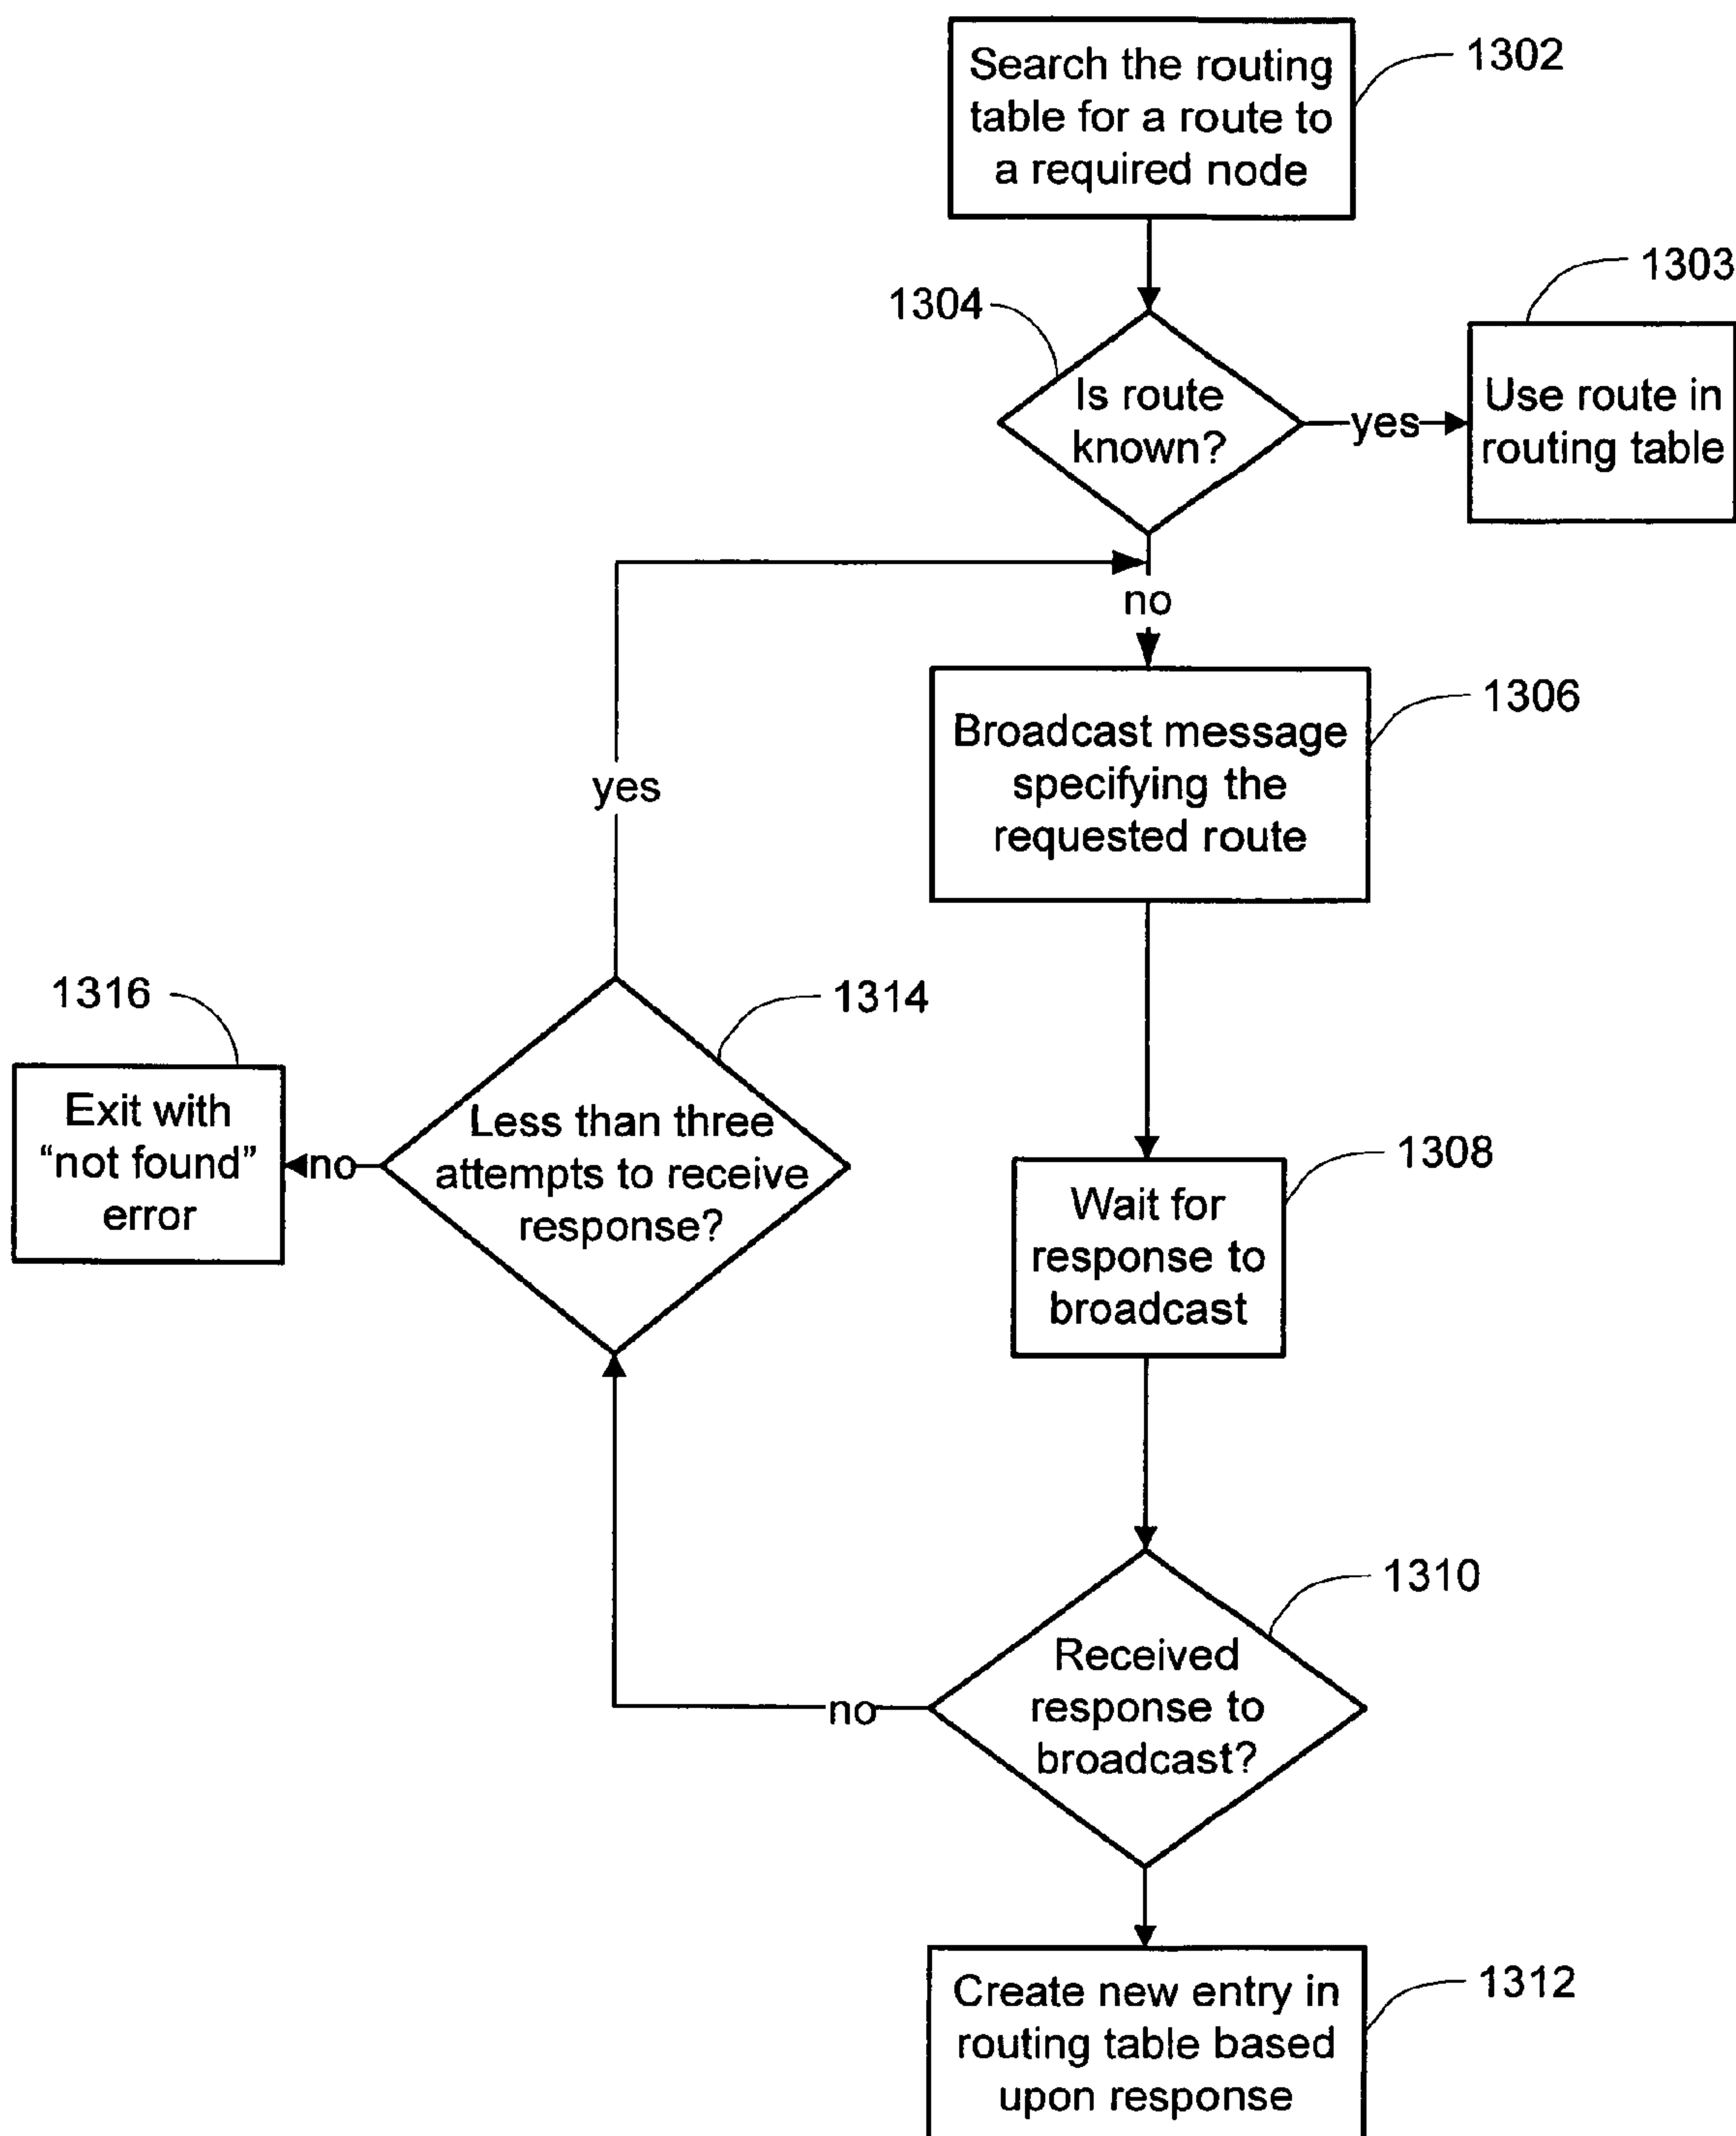 Search the routing
table for a route to
a required node
1302
1303
1304
Is route
known?
yes
Use route in
routing table
no
1306
Broadcast message
specifying the
requested route
yes
1316
1314
Exit with
“not found”
error
no
Less than three
attempts to receive
response?
1308
Wait for
response to
broadcast
1310
Received
response to
broadcast?
no
1312
Create new entry in
routing table based
upon response